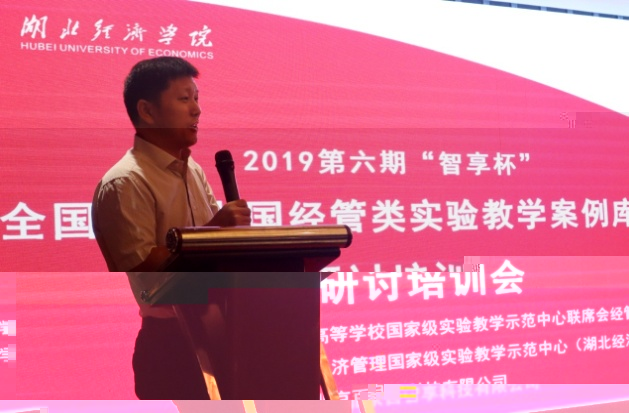 湖北经济学院
HUBEI UNIVERSITY OF ECONOMICS
2019第六期“智享杯”
全国 国经管类实验教学案例库
研讨培训会
高等学校国家级实验教学示范中心联席会经管
济管理国家级实验教学示范中心（湖北经济